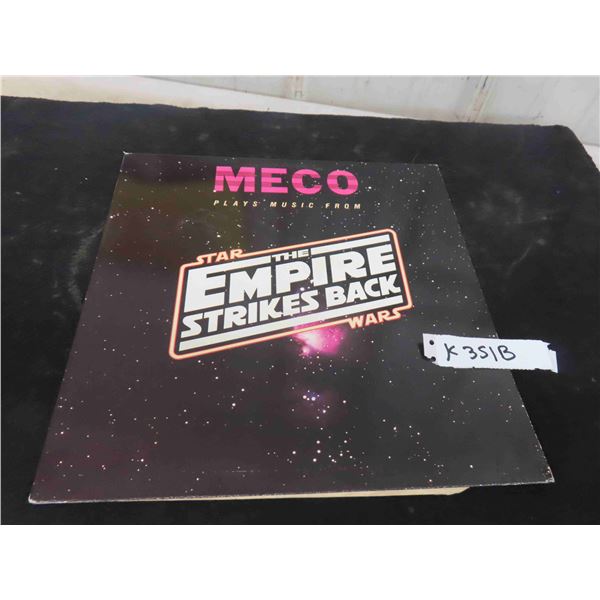 MECO
PLAYS MUSIC FROM
STAR
THE
EMPIRE
STRIKES BACK
WARS
K351B